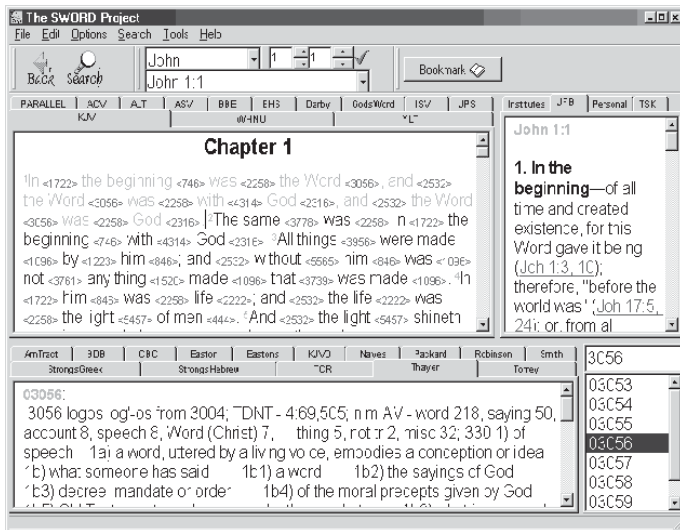 The SWORD Project
File Edit Options Search Tools Help
Back Search John 1 1
John 1:1
Bookmark
PARALLEL ACV ALT ASV BBE EHS Darby GodsWord ISV JPS
KJV WHNU YLT
Institutes JFB Personal TSK
Chapter 1
¹In <1722> the beginning <746> was <2258> the Word <3056>, and <2532>
the Word <3056> was <2258> with <4314> God <2316>, and <2532> the Word
<3056> was <2258> God <2316>. ²The same <3778> was <2258> in <1722> the
beginning <746> with <4314> God <2316>. ³All things <3956> were made
<1096> by <1223> him <846>; and <2532> without <5565> him <846> was <1096>
not <3761> any thing <1520> made <1096> that <3739> was made <1096>. ⁴In
<1722> him <846> was <2258> life <2222>; and <2532> the life <2222> was
<2258> the light <5457> of men <444>. ⁵And <2532> the light <5457> shineth
John 1:1
1. In the
beginning—of all
time and created
existence, for this
Word gave it being
(Joh 1:3, 10);
therefore, "before the
world was" (Joh 17:5,
24); or, from all
AmTract BDB CBC Easton Eastons KJVD Naves Packard Robinson Smith
StrongsGreek StrongsHebrew TCR Thayer Torrey
3056
03056:
3056 logos log'-os from 3004; TDNT - 4:69,505; n m AV - word 218, saying 50,
account 8, speech 8, Word (Christ) 7, thing 5, not tr 2, misc 32; 330 1) of
speech 1a) a word, uttered by a living voice, embodies a conception or idea
1b) what someone has said 1b1) a word 1b2) the sayings of God
1b3) decree, mandate or order 1b4) of the moral precepts given by God
03053
03054
03055
03056
03057
03058
03059